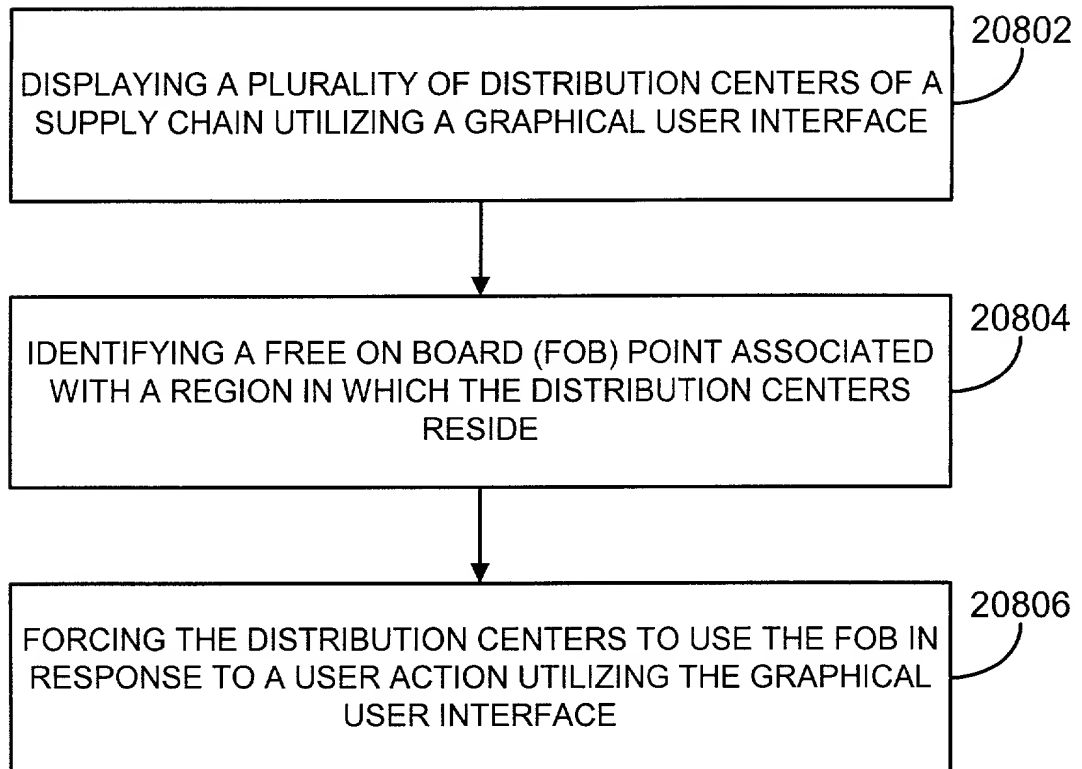 20802
DISPLAYING A PLURALITY OF DISTRIBUTION CENTERS OF A
SUPPLY CHAIN UTILIZING A GRAPHICAL USER INTERFACE
20804
IDENTIFYING A FREE ON BOARD (FOB) POINT ASSOCIATED
WITH A REGION IN WHICH THE DISTRIBUTION CENTERS
RESIDE
20806
FORCING THE DISTRIBUTION CENTERS TO USE THE FOB IN
RESPONSE TO A USER ACTION UTILIZING THE GRAPHICAL
USER INTERFACE